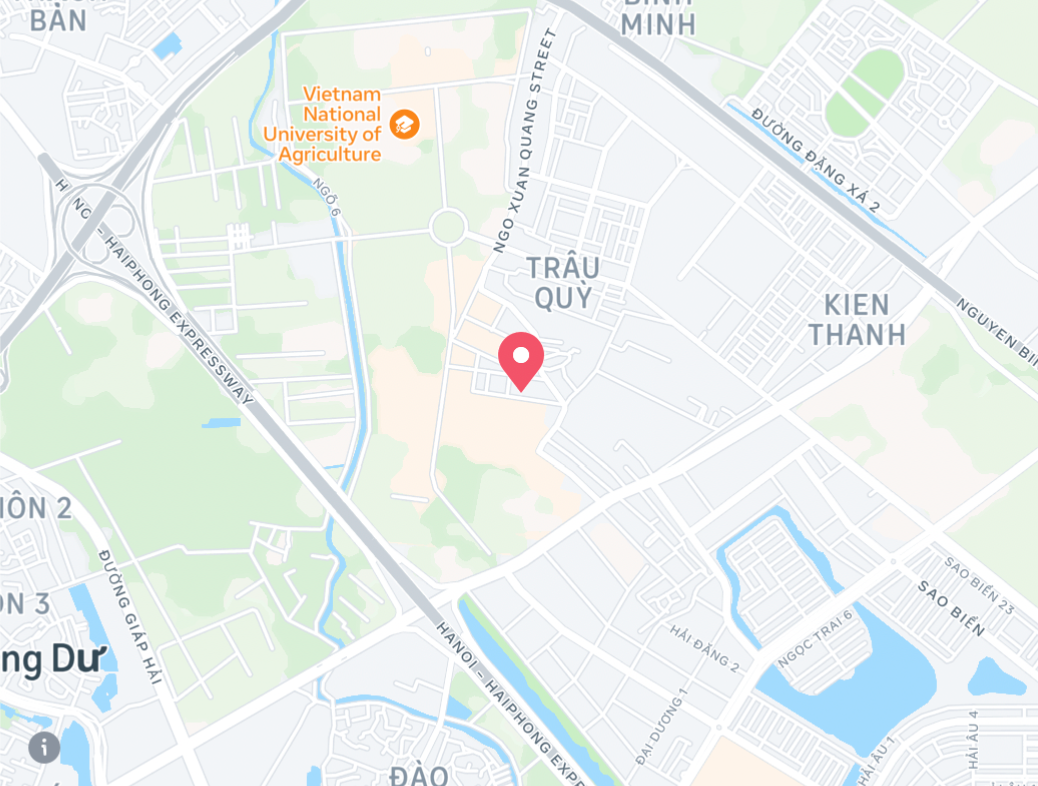 BÀN
BÌNH
MINH
Vietnam
National
University of
Agriculture
NGO XUAN QUANG STREET
ĐƯỜNG ĐẶNG XÁ 2
NGÕ 6
HANOI - HAIPHONG EXPRESSWAY
TRÂU
QUỲ
KIEN
THANH
NGUYEN BI
IÔN 2
ĐƯỜNG GIÁP HẢI
ÔN 3
ng Dư
SAO BIỂN 23
SAO BIỂN
NGỌC TRAI 6
HẢI ĐĂNG 2
HANOI - HAIPHONG EXPRE
ĐẠI DƯƠNG 1
HẢI ÂU 4
HẢI ÂU 1
ĐÀO